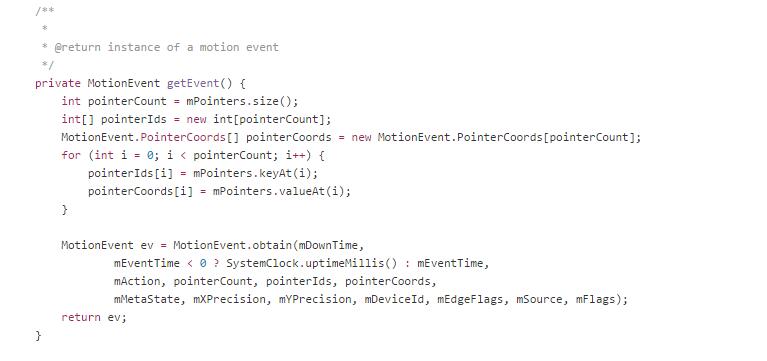 /**
 *
 * @return instance of a motion event
 */
private MotionEvent getEvent() {
    int pointerCount = mPointers.size();
    int[] pointerIds = new int[pointerCount];
    MotionEvent.PointerCoords[] pointerCoords = new MotionEvent.PointerCoords[pointerCount];
    for (int i = 0; i < pointerCount; i++) {
        pointerIds[i] = mPointers.keyAt(i);
        pointerCoords[i] = mPointers.valueAt(i);
    }

    MotionEvent ev = MotionEvent.obtain(mDownTime,
            mEventTime < 0 ? SystemClock.uptimeMillis() : mEventTime,
            mAction, pointerCount, pointerIds, pointerCoords,
            mMetaState, mXPrecision, mYPrecision, mDeviceId, mEdgeFlags, mSource, mFlags);
    return ev;
}